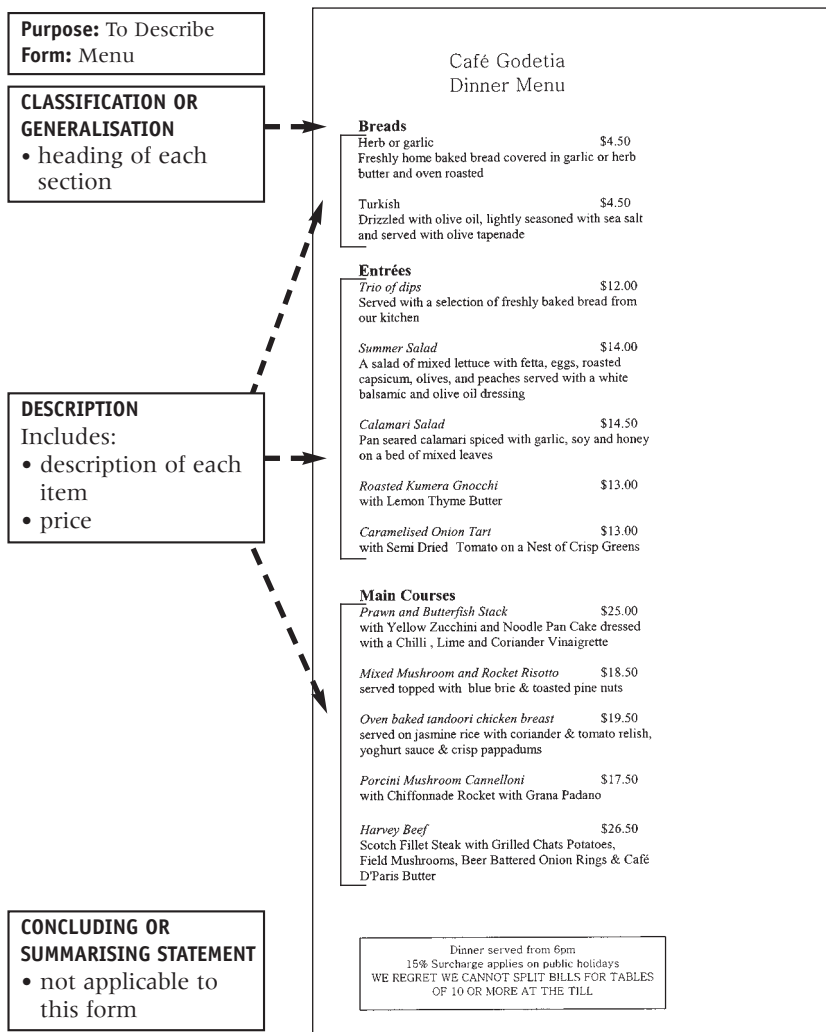 Purpose: To Describe
Form: Menu
CLASSIFICATION OR
GENERALISATION
• heading of each
section
DESCRIPTION
Includes:
• description of each
item
• price
CONCLUDING OR
SUMMARISING STATEMENT
• not applicable to
this form
Café Godetia
Dinner Menu
Breads
Herb or garlic $4.50
Freshly home baked bread covered in garlic or herb
butter and oven roasted
Turkish $4.50
Drizzled with olive oil, lightly seasoned with sea salt
and served with olive tapenade
Entrées
Trio of dips $12.00
Served with a selection of freshly baked bread from
our kitchen
Summer Salad $14.00
A salad of mixed lettuce with fetta, eggs, roasted
capsicum, olives, and peaches served with a white
balsamic and olive oil dressing
Calamari Salad $14.50
Pan seared calamari spiced with garlic, soy and honey
on a bed of mixed leaves
Roasted Kumera Gnocchi $13.00
with Lemon Thyme Butter
Caramelised Onion Tart $13.00
with Semi Dried Tomato on a Nest of Crisp Greens
Main Courses
Prawn and Butterfish Stack $25.00
with Yellow Zucchini and Noodle Pan Cake dressed
with a Chilli , Lime and Coriander Vinaigrette
Mixed Mushroom and Rocket Risotto $18.50
served topped with blue brie & toasted pine nuts
Oven baked tandoori chicken breast $19.50
served on jasmine rice with coriander & tomato relish,
yoghurt sauce & crisp pappadums
Porcini Mushroom Cannelloni $17.50
with Chiffonnade Rocket with Grana Padano
Harvey Beef $26.50
Scotch Fillet Steak with Grilled Chats Potatoes,
Field Mushrooms, Beer Battered Onion Rings & Café
D'Paris Butter
Dinner served from 6pm
15% Surcharge applies on public holidays
WE REGRET WE CANNOT SPLIT BILLS FOR TABLES
OF 10 OR MORE AT THE TILL